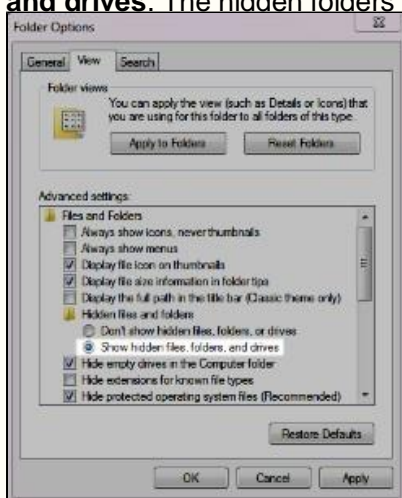 and drives. The hidden folders
Folder Options
General View Search
Folder views
You can apply the view (such as Details or Icons) that
you are using for this folder to all folders of this type.
Apply to Folders Reset Folders
Advanced settings:
Files and Folders
Always show icons, never thumbnails
Always show menus
Display file icon on thumbnails
Display file size information in folder tips
Display the full path in the title bar (Classic theme only)
Hidden files and folders
Don't show hidden files, folders, or drives
Show hidden files, folders, and drives
Hide empty drives in the Computer folder
Hide extensions for known file types
Hide protected operating system files (Recommended)
Restore Defaults
OK Cancel Apply